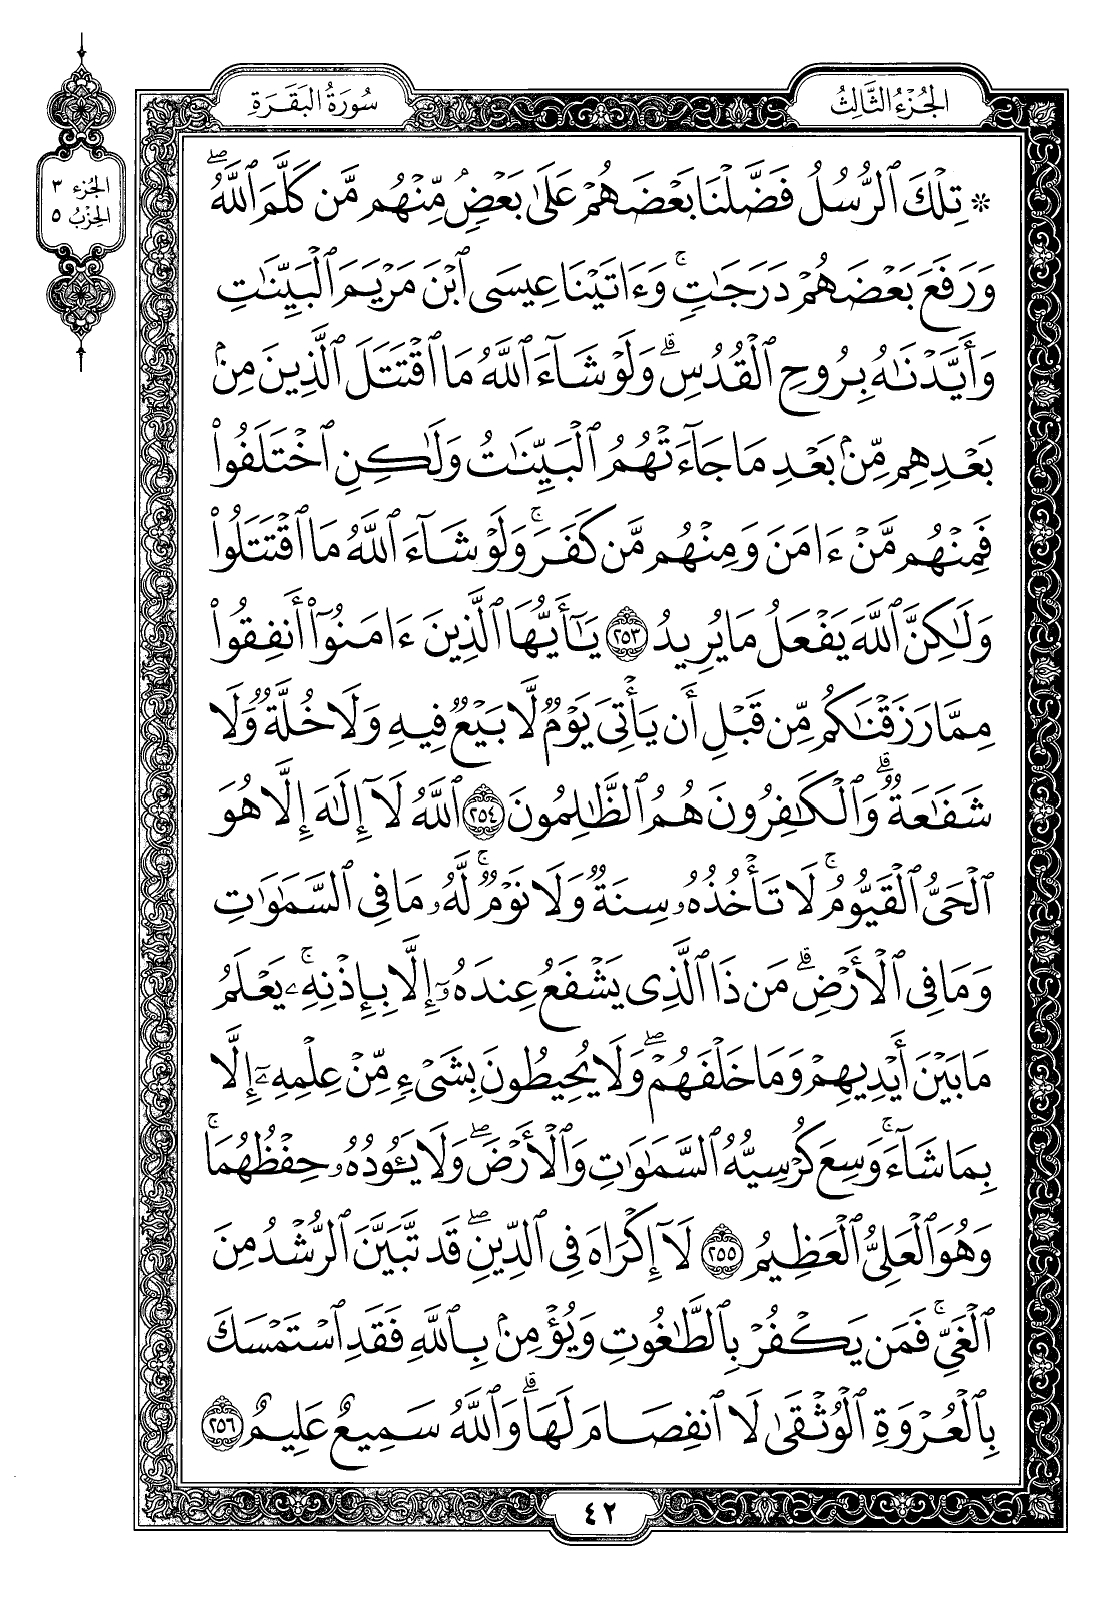 الجُزْءُ الثَّالِثُ
سُورَةُ البَقَرَةِ
الجُزء ٣
الحِزْبُ ٥
۞ تِلْكَ ٱلرُّسُلُ فَضَّلْنَا بَعْضَهُمْ عَلَىٰ بَعْضٍۢ مِّنْهُم مَّن كَلَّمَ ٱللَّهُۖ
وَرَفَعَ بَعْضَهُمْ دَرَجَٰتٍۚ وَءَاتَيْنَا عِيسَى ٱبْنَ مَرْيَمَ ٱلْبَيِّنَٰتِ
وَأَيَّدْنَٰهُ بِرُوحِ ٱلْقُدُسِۗ وَلَوْ شَآءَ ٱللَّهُ مَا ٱقْتَتَلَ ٱلَّذِينَ مِنۢ
بَعْدِهِم مِّنۢ بَعْدِ مَا جَآءَتْهُمُ ٱلْبَيِّنَٰتُ وَلَٰكِنِ ٱخْتَلَفُوا۟
فَمِنْهُم مَّنْ ءَامَنَ وَمِنْهُم مَّن كَفَرَۚ وَلَوْ شَآءَ ٱللَّهُ مَا ٱقْتَتَلُوا۟
وَلَٰكِنَّ ٱللَّهَ يَفْعَلُ مَا يُرِيدُ ٢٥٣ يَٰٓأَيُّهَا ٱلَّذِينَ ءَامَنُوٓا۟ أَنفِقُوا۟
مِمَّا رَزَقْنَٰكُم مِّن قَبْلِ أَن يَأْتِىَ يَوْمٌ لَّا بَيْعٌ فِيهِ وَلَا خُلَّةٌ وَلَا
شَفَٰعَةٌۗ وَٱلْكَٰفِرُونَ هُمُ ٱلظَّٰلِمُونَ ٢٥٤ ٱللَّهُ لَآ إِلَٰهَ إِلَّا هُوَ
ٱلْحَىُّ ٱلْقَيُّومُۚ لَا تَأْخُذُهُۥ سِنَةٌ وَلَا نَوْمٌۚ لَّهُۥ مَا فِى ٱلسَّمَٰوَٰتِ
وَمَا فِى ٱلْأَرْضِۗ مَن ذَا ٱلَّذِى يَشْفَعُ عِندَهُۥٓ إِلَّا بِإِذْنِهِۦۚ يَعْلَمُ
مَا بَيْنَ أَيْدِيهِمْ وَمَا خَلْفَهُمْۖ وَلَا يُحِيطُونَ بِشَىْءٍ مِّنْ عِلْمِهِۦٓ إِلَّا
بِمَا شَآءَۚ وَسِعَ كُرْسِيُّهُ ٱلسَّمَٰوَٰتِ وَٱلْأَرْضَۖ وَلَا يَـُٔودُهُۥ حِفْظُهُمَاۚ
وَهُوَ ٱلْعَلِىُّ ٱلْعَظِيمُ ٢٥٥ لَآ إِكْرَاهَ فِى ٱلدِّينِۖ قَد تَّبَيَّنَ ٱلرُّشْدُ مِنَ
ٱلْغَىِّۚ فَمَن يَكْفُرْ بِٱلطَّٰغُوتِ وَيُؤْمِنۢ بِٱللَّهِ فَقَدِ ٱسْتَمْسَكَ
بِٱلْعُرْوَةِ ٱلْوُثْقَىٰ لَا ٱنفِصَامَ لَهَاۗ وَٱللَّهُ سَمِيعٌ عَلِيمٌ ٢٥٦
٤٢